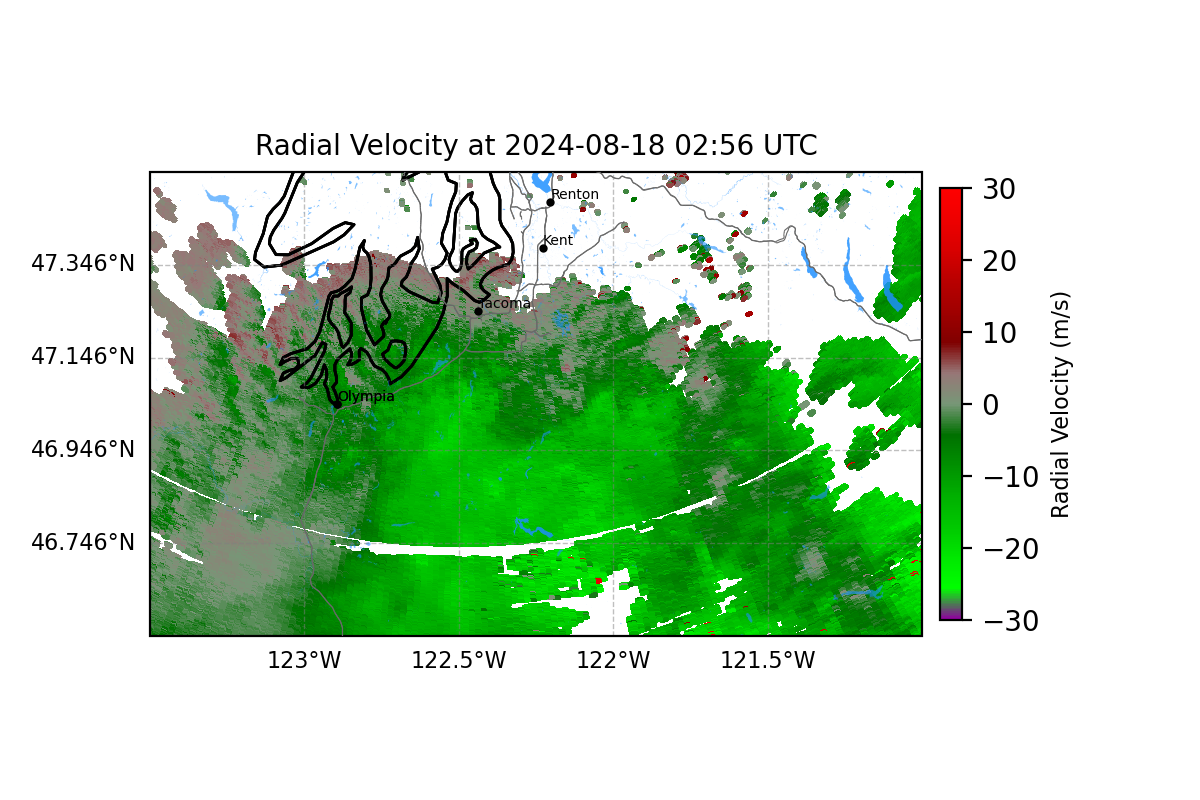 Radial Velocity at 2024-08-18 02:56 UTC
Renton
Kent
Tacoma
Olympia
47.346°N
47.146°N
46.946°N
46.746°N
123°W
122.5°W
122°W
121.5°W
30
20
10
0
−10
−20
−30
Radial Velocity (m/s)